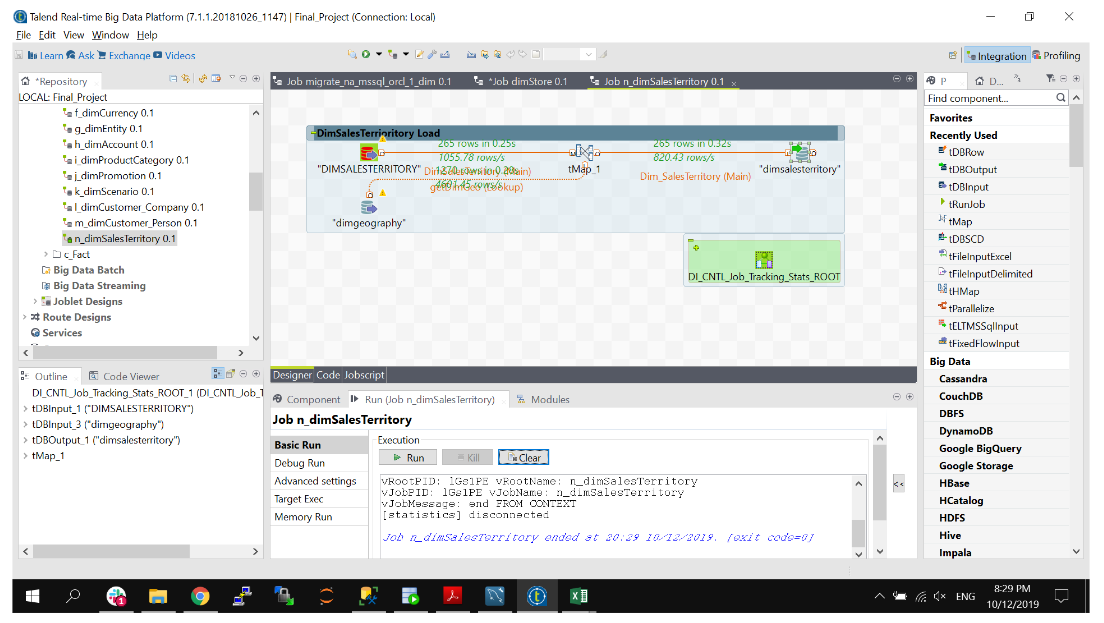 Talend Real-time Big Data Platform (7.1.1.20181026_1147) | Final_Project (Connection: Local)
File Edit View Window Help
Learn Ask Exchange Videos
Integration Profiling
*Repository
LOCAL: Final_Project
f_dimCurrency 0.1
g_dimEntity 0.1
h_dimAccount 0.1
i_dimProductCategory 0.1
j_dimPromotion 0.1
k_dimScenario 0.1
l_dimCustomer_Company 0.1
m_dimCustomer_Person 0.1
n_dimSalesTerritory 0.1
c_Fact
Big Data Batch
Big Data Streaming
Joblet Designs
Route Designs
Services
Outline Code Viewer
DI_CNTL_Job_Tracking_Stats_ROOT_1 (DI_CNTL_Job_T
tDBInput_1 ("DIMSALESTERRITORY")
tDBInput_3 ("dimgeography")
tDBOutput_1 ("dimsalesterritory")
tMap_1
Job migrate_na_mssql_orcl_1_dim 0.1 *Job dimStore 0.1 Job n_dimSalesTerritory 0.1
DimSalesTerrioritory Load
265 rows in 0.25s
1055.78 rows/s
265 rows in 0.32s
820.43 rows/s
"DIMSALESTERRITORY"
tMap_1
Dim_SalesTerritory (Main)
"dimsalesterritory"
getDimGeo (Lookup)
"dimgeography"
DI_CNTL_Job_Tracking_Stats_ROOT
Designer Code Jobscript
Component Run (Job n_dimSalesTerritory) Modules
Job n_dimSalesTerritory
Basic Run
Debug Run
Advanced settings
Target Exec
Memory Run
Execution
Run Kill Clear
vRootPID: lGs1PE vRootName: n_dimSalesTerritory
vJobPID: lGs1PE vJobName: n_dimSalesTerritory
vJobMessage: end FROM CONTEXT
[statistics] disconnected
Job n_dimSalesTerritory ended at 20:29 10/12/2019. [exit code=0]
<<
P D...
Find component...
Favorites
Recently Used
tDBRow
tDBOutput
tDBInput
tRunJob
tMap
tDBSCD
tFileInputExcel
tFileInputDelimited
tHMap
tParallelize
tELTMSSqlInput
tFixedFlowInput
Big Data
Cassandra
CouchDB
DBFS
DynamoDB
Google BigQuery
Google Storage
HBase
HCatalog
HDFS
Hive
Impala
ENG
8:29 PM
10/12/2019